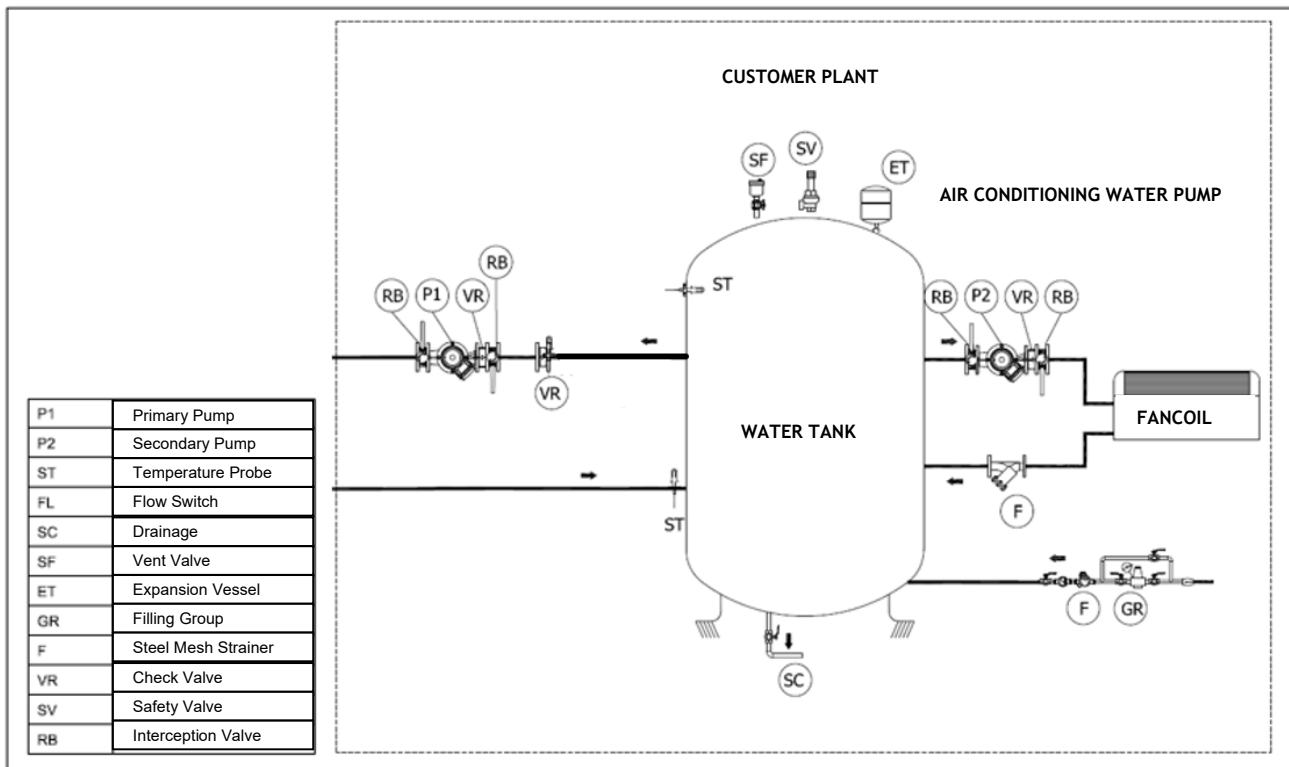 CUSTOMER PLANT
SF
SV
ET
AIR CONDITIONING WATER PUMP
RB
P1
VR
RB
ST
RB
P2
VR
RB
VR
FANCOIL
WATER TANK
F
ST
F
GR
SC
P1 Primary Pump
P2 Secondary Pump
ST Temperature Probe
FL Flow Switch
SC Drainage
SF Vent Valve
ET Expansion Vessel
GR Filling Group
F Steel Mesh Strainer
VR Check Valve
SV Safety Valve
RB Interception Valve